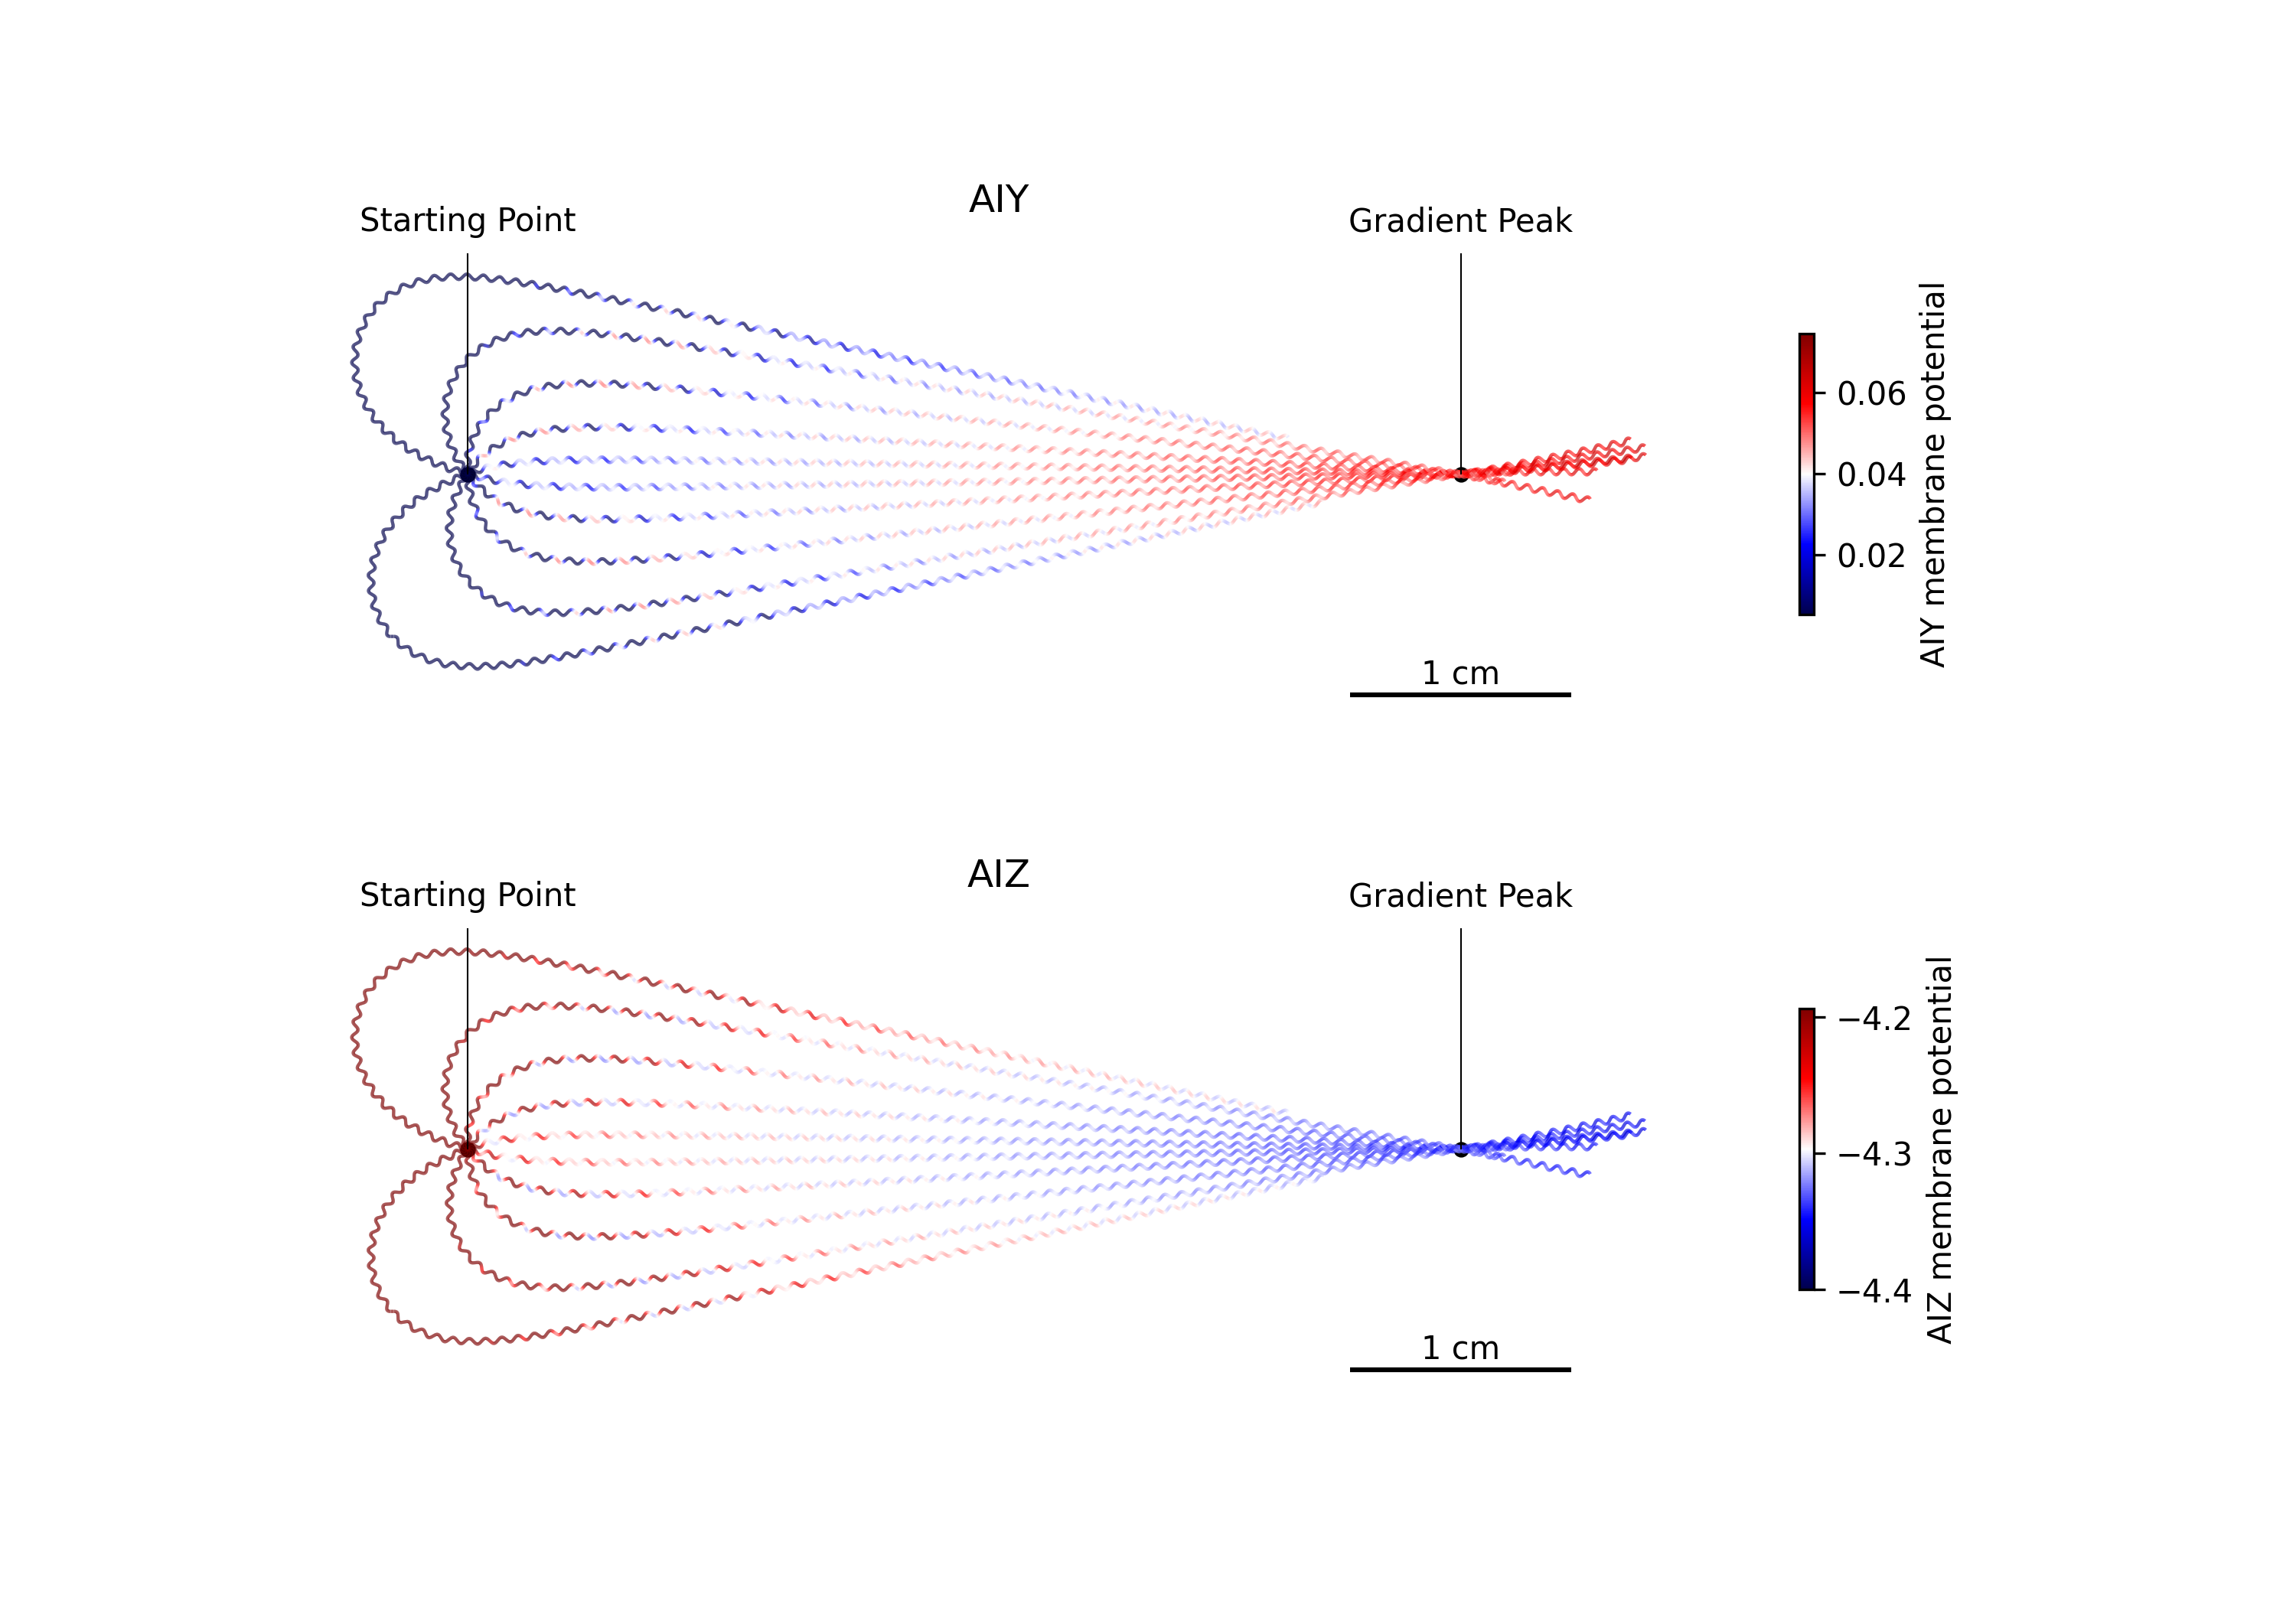 AIY
Starting Point
Gradient Peak
0.06
0.04
0.02
AIY membrane potential
1 cm
AIZ
Starting Point
Gradient Peak
−4.2
−4.3
−4.4
AIZ membrane potential
1 cm